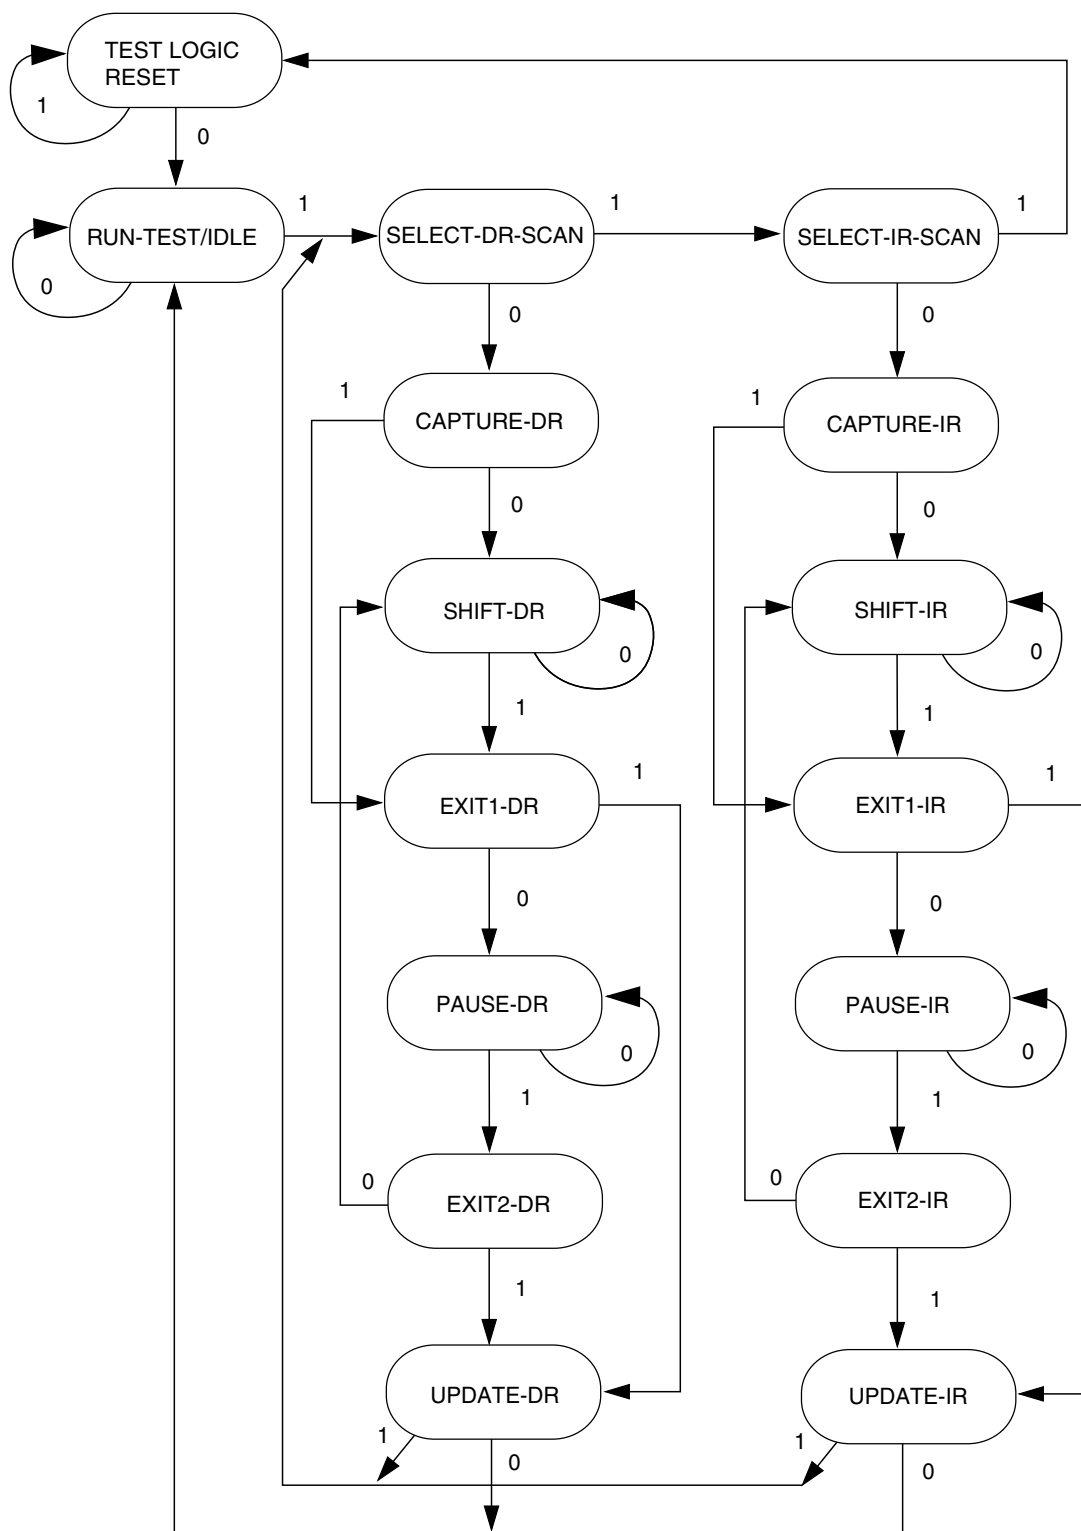 TEST LOGIC
RESET
1
0
RUN-TEST/IDLE
0
1
SELECT-DR-SCAN
1
SELECT-IR-SCAN
1
0
0
1
CAPTURE-DR
1
CAPTURE-IR
0
0
SHIFT-DR
0
SHIFT-IR
0
1
1
EXIT1-DR
1
EXIT1-IR
1
0
0
PAUSE-DR
0
PAUSE-IR
0
1
1
0
EXIT2-DR
0
EXIT2-IR
1
1
UPDATE-DR
UPDATE-IR
1
0
1
0